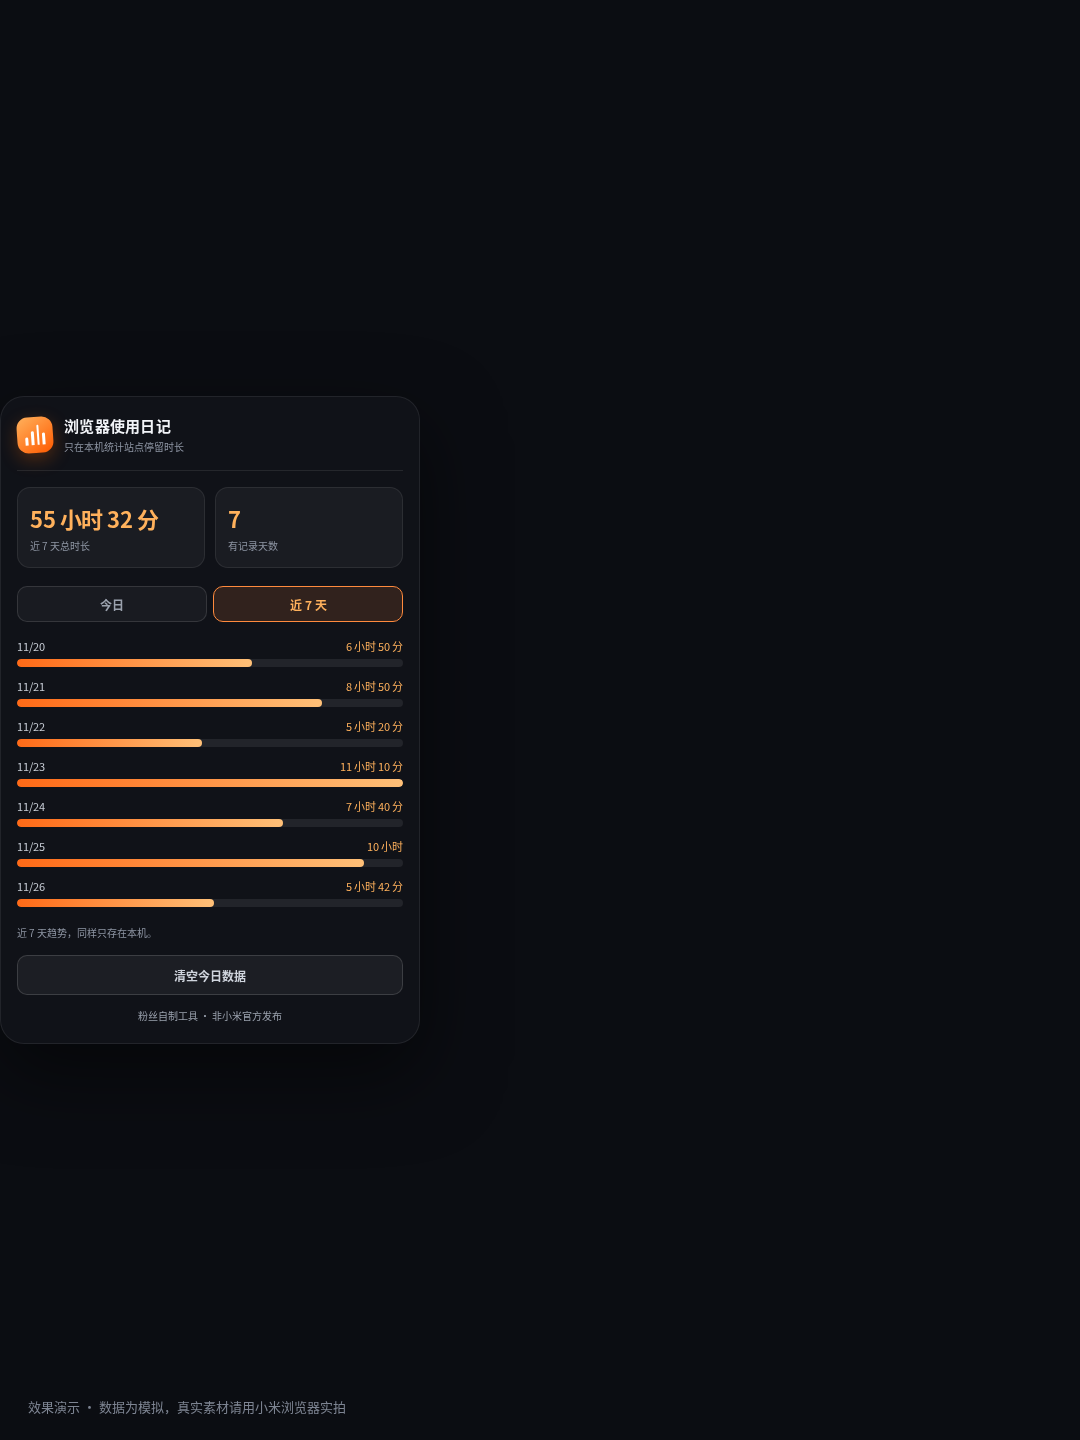 浏览器使用日记
只在本机统计站点停留时长
55 小时 32 分
近 7 天总时长
7
有记录天数
今日
近 7 天
11/20
6 小时 50 分
11/21
8 小时 50 分
11/22
5 小时 20 分
11/23
11 小时 10 分
11/24
7 小时 40 分
11/25
10 小时
11/26
5 小时 42 分
近 7 天趋势，同样只存在本机。
清空今日数据
粉丝自制工具 · 非小米官方发布
效果演示 · 数据为模拟，真实素材请用小米浏览器实拍